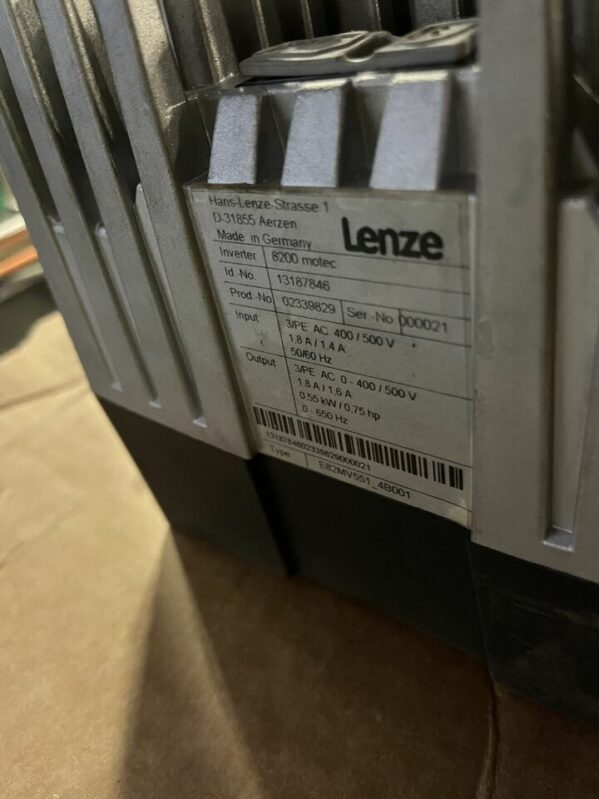 Hans-Lenze-Strasse 1
D-31855 Aerzen
Made in Germany
Lenze
Inverter 8200 motec
Id.-No. 13187846
Prod.-No 02339829 Ser.-No. 000021
Input 3/PE AC 400 / 500 V
1,8 A / 1,4 A
50/60 Hz
Output 3/PE AC 0 - 400 / 500 V
1,8 A / 1,6 A
0.55 kW / 0,75 hp
0 - 650 Hz
1318784602339829000021
Type E82MV551_4B001